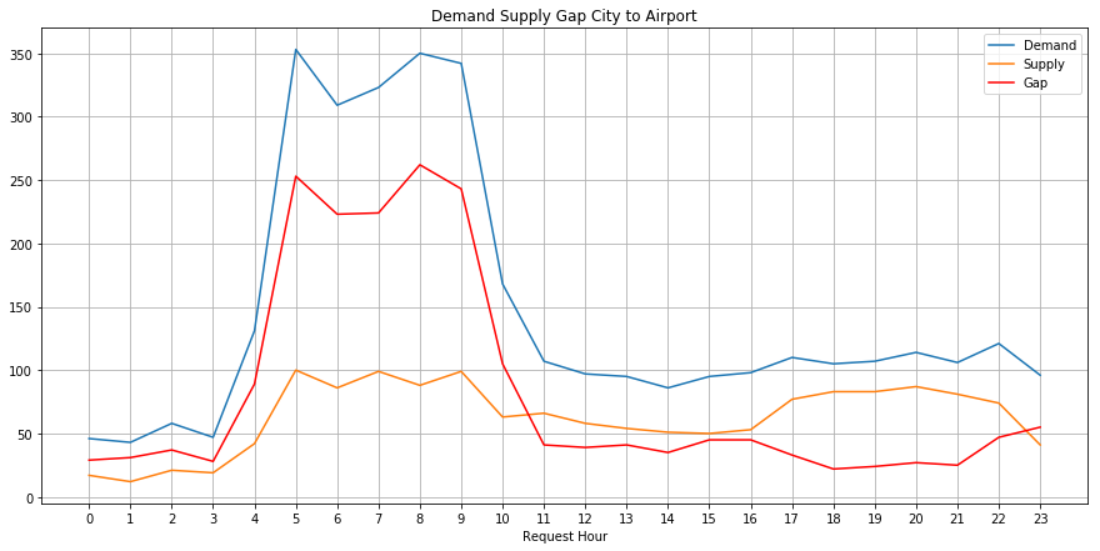 Demand Supply Gap City to Airport
Demand
Supply
Gap
350
300
250
200
150
100
50
0
0 1 2 3 4 5 6 7 8 9 10 11 12 13 14 15 16 17 18 19 20 21 22 23
Request Hour